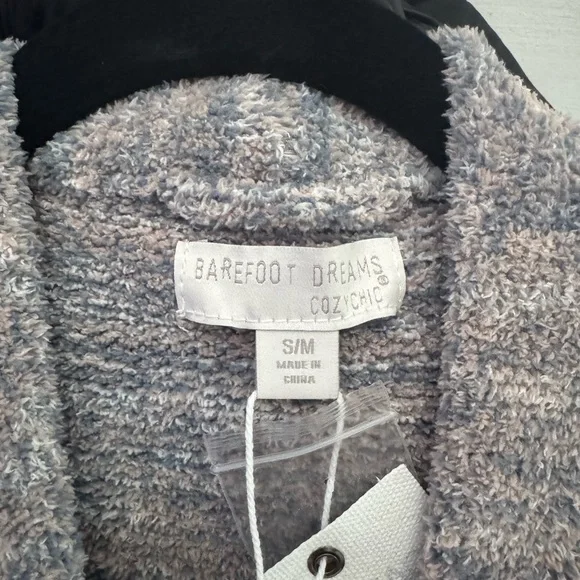 BAREFOOT DREAMS
COZYCHIC®
S/M
MADE IN
CHINA